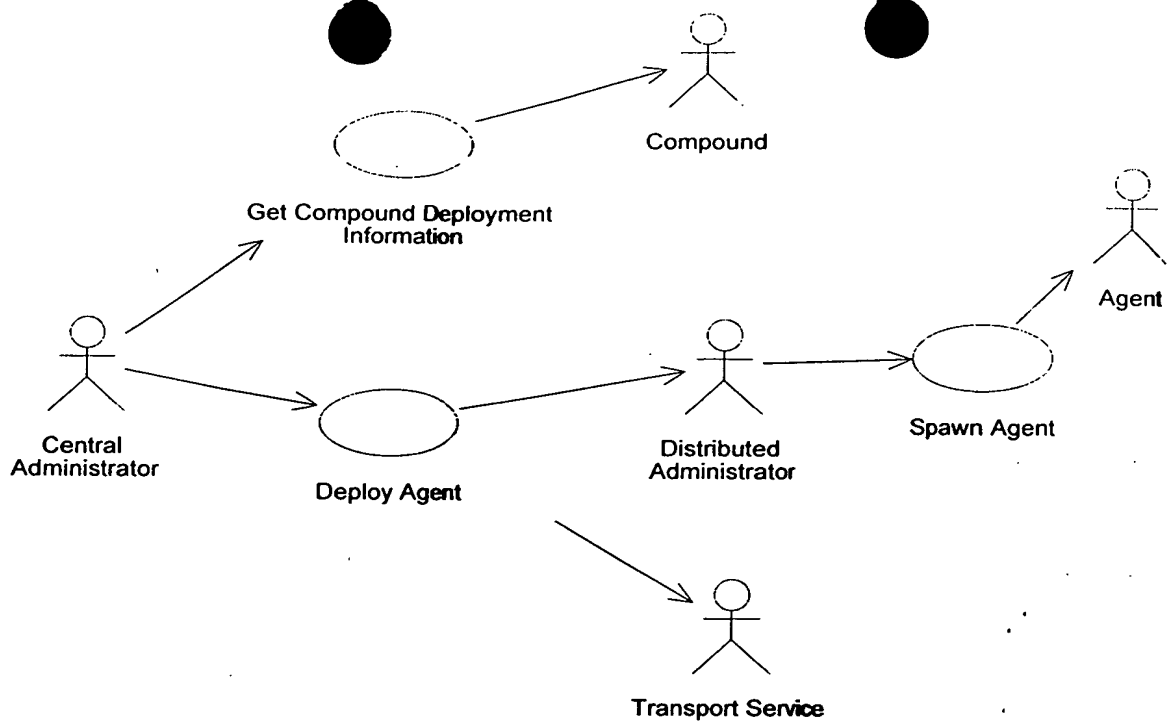 Compound
Get Compound Deployment
Information
Agent
Central
Administrator
Deploy Agent
Distributed
Administrator
Spawn Agent
Transport Service